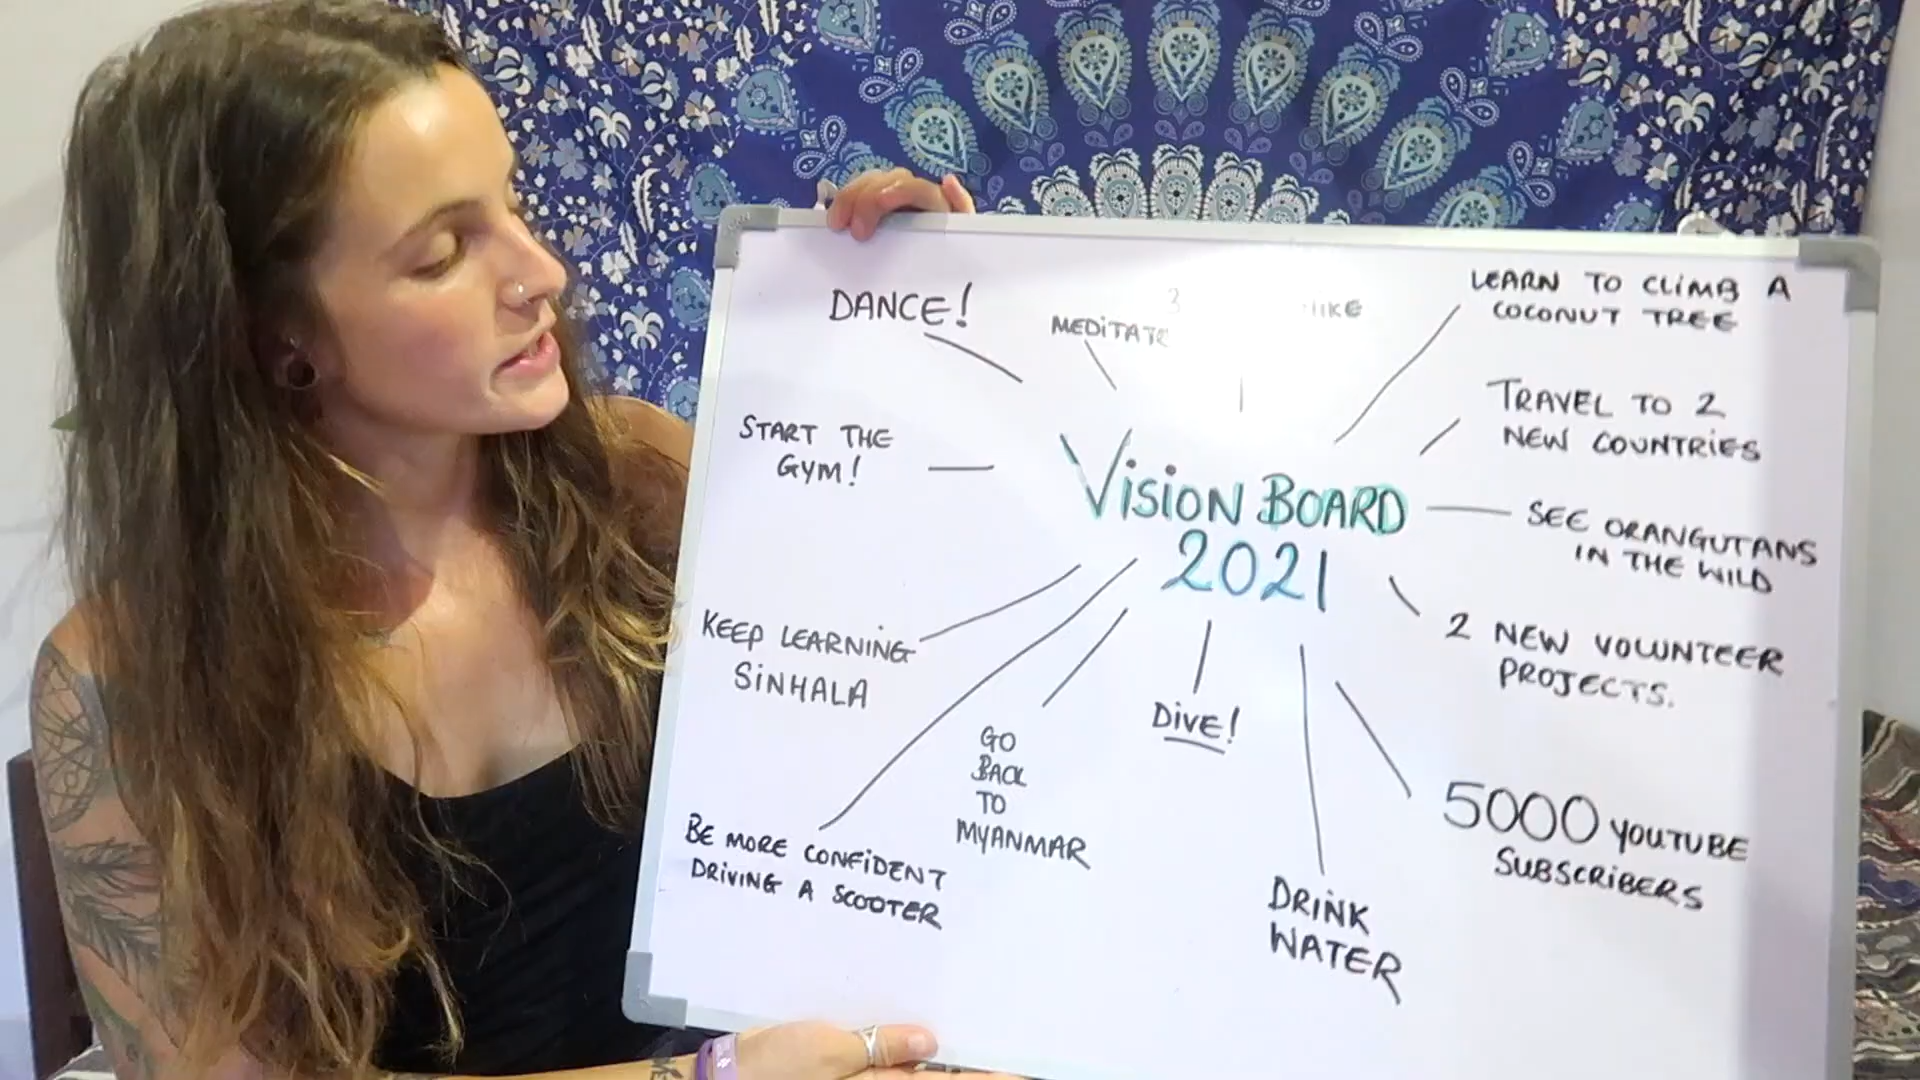 DANCE!
MEDITATE
3
HIKE
LEARN TO CLIMB A
COCONUT TREE
START THE
GYM!
TRAVEL TO 2
NEW COUNTRIES
VISION BOARD
2021
SEE ORANGUTANS
IN THE WILD
KEEP LEARNING
SINHALA
2 NEW VOLUNTEER
PROJECTS.
GO
BACK
TO
MYANMAR
DIVE!
5000 YOUTUBE
SUBSCRIBERS
BE MORE CONFIDENT
DRIVING A SCOOTER
DRINK
WATER